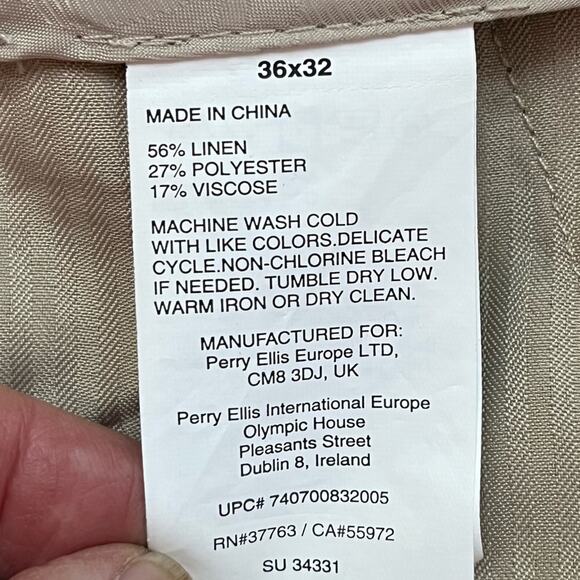 36x32
MADE IN CHINA
56% LINEN
27% POLYESTER
17% VISCOSE
MACHINE WASH COLD
WITH LIKE COLORS.DELICATE
CYCLE.NON-CHLORINE BLEACH
IF NEEDED. TUMBLE DRY LOW.
WARM IRON OR DRY CLEAN.
MANUFACTURED FOR:
Perry Ellis Europe LTD,
CM8 3DJ, UK
Perry Ellis International Europe
Olympic House
Pleasants Street
Dublin 8, Ireland
UPC# 740700832005
RN#37763 / CA#55972
SU 34331